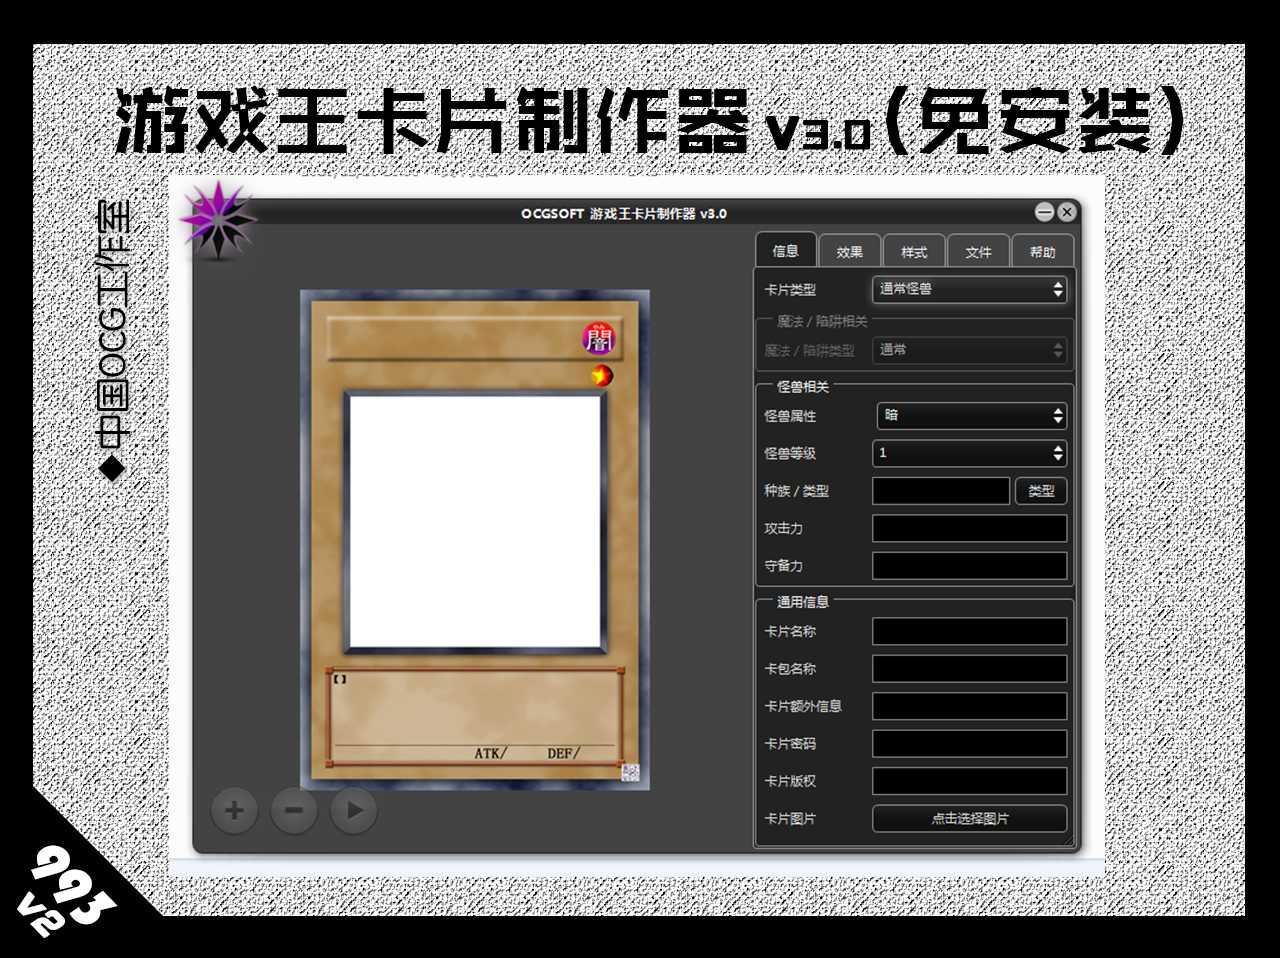 游戏王卡片制作器 v3.0（免安装）
◆中国OCG工作室
OCGSOFT 游戏王卡片制作器 v3.0
信息 效果 样式 文件 帮助
卡片类型 通常怪兽
魔法 / 陷阱相关
魔法 / 陷阱类型 通常
怪兽相关
怪兽属性 暗
怪兽等级 1
种族 / 类型 类型
攻击力
守备力
通用信息
卡片名称
卡包名称
卡片额外信息
卡片密码
卡片版权
卡片图片 点击选择图片
闇
【】
ATK/ DEF/
993
v2